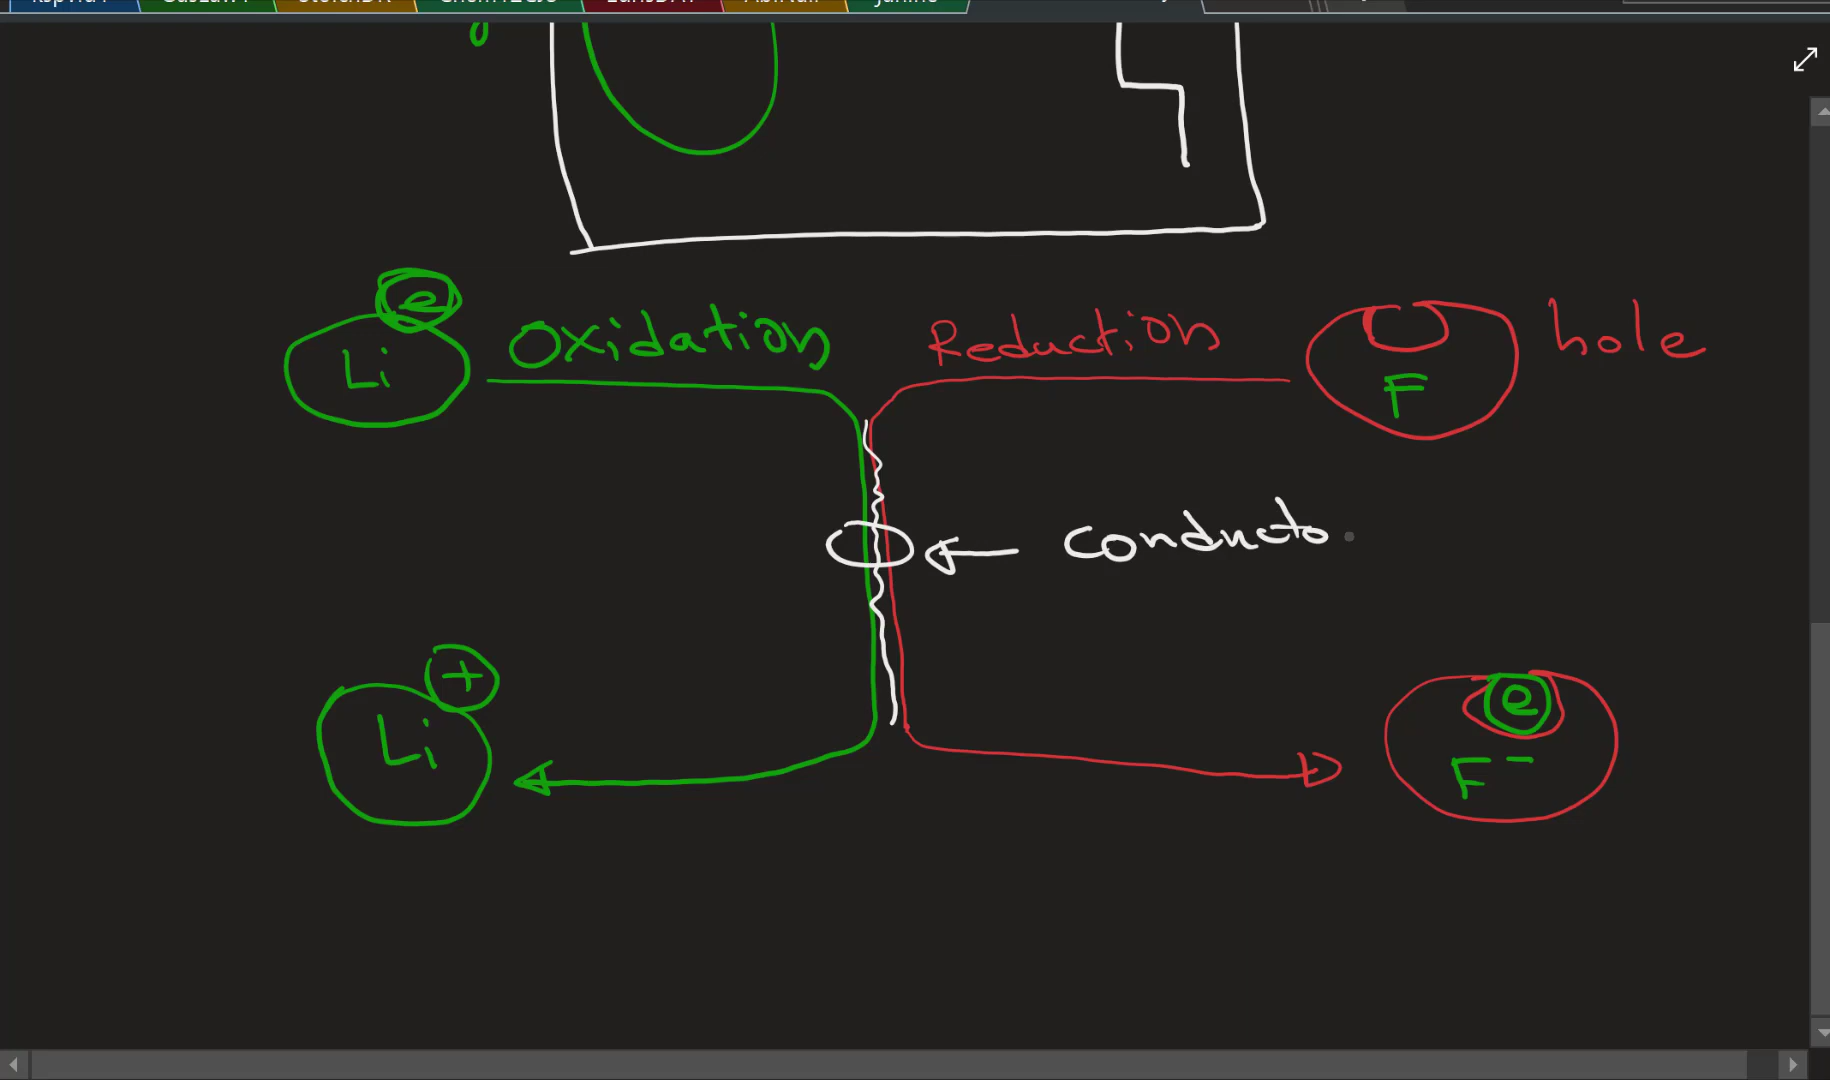 e
Li Oxidation Reduction F hole
conducto
Li +
e
F-